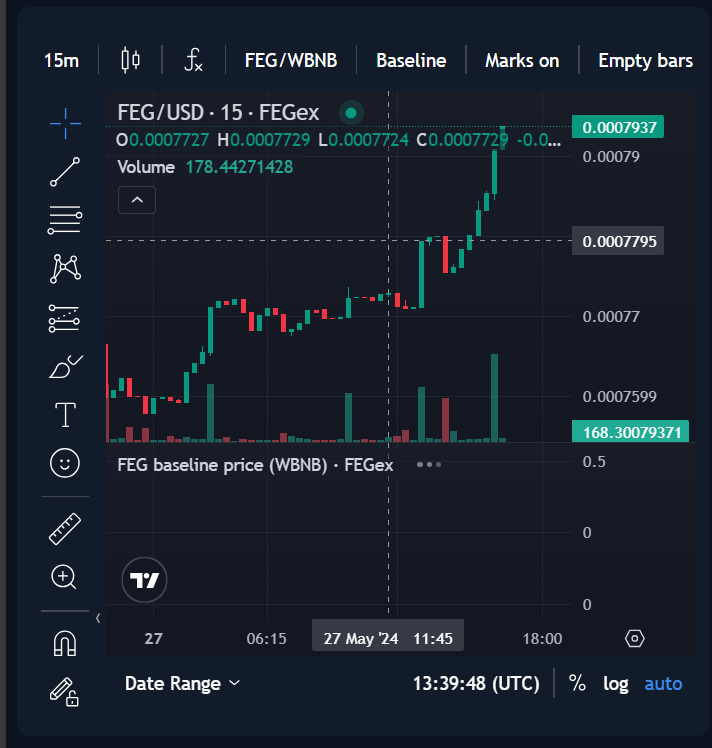 15m FEG/WBNB Baseline Marks on Empty bars
FEG/USD · 15 · FEGex
0.0007937
O0.0007727 H0.0007729 L0.0007724 C0.0007729 -0.0...
0.00079
Volume 178.44271428
0.0007795
0.00077
0.0007599
168.30079371
FEG baseline price (WBNB) · FEGex
0.5
0
0
27 06:15 27 May '24 11:45 18:00
Date Range 13:39:48 (UTC) % log auto